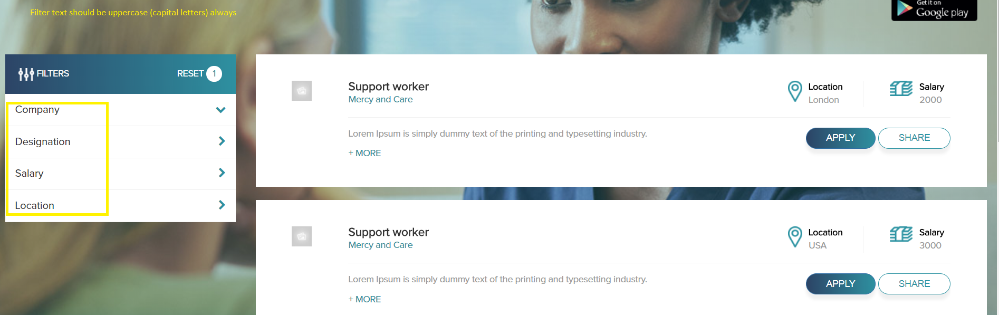 Filter text should be uppercase (capital letters) always
Get it on
Google play
FILTERS
RESET 1
Company
Designation
Salary
Location
Support worker
Mercy and Care
Location
London
Salary
2000
Lorem Ipsum is simply dummy text of the printing and typesetting industry.
+ MORE
APPLY
SHARE
Support worker
Mercy and Care
Location
USA
Salary
3000
Lorem Ipsum is simply dummy text of the printing and typesetting industry.
+ MORE
APPLY
SHARE